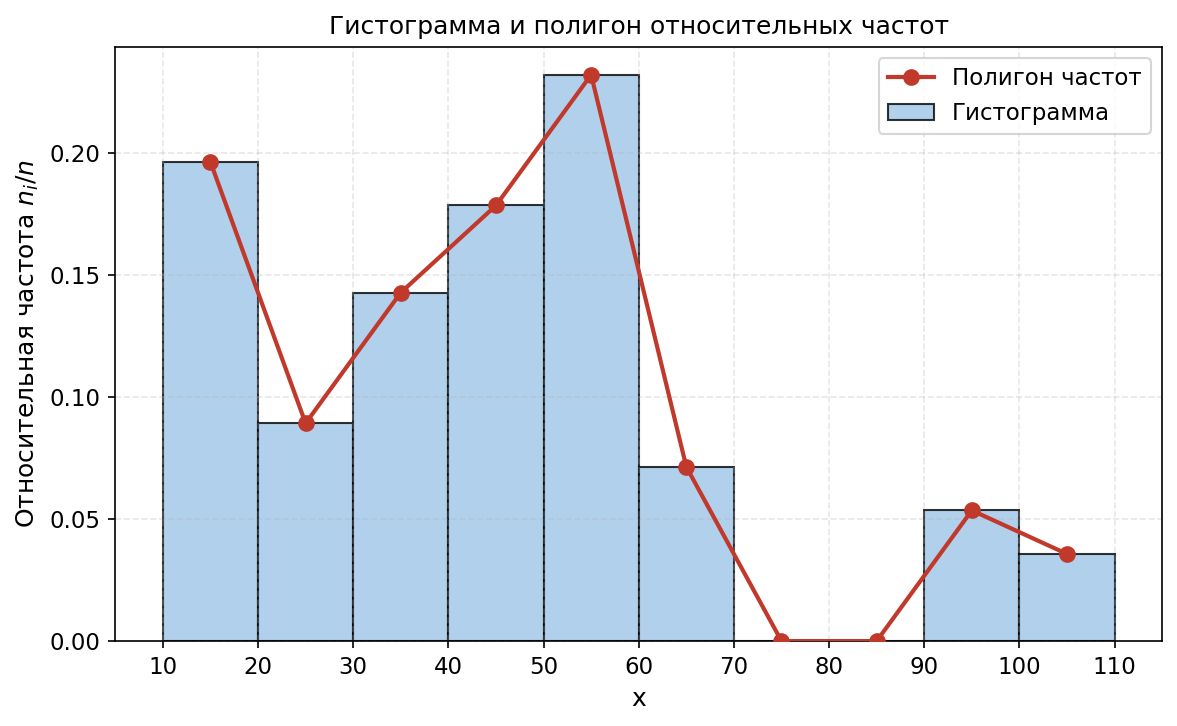 Гистограмма и полигон относительных частот
Полигон частот
Гистограмма
Относительная частота nᵢ/n
0.20
0.15
0.10
0.05
0.00
10 20 30 40 50 60 70 80 90 100 110
x